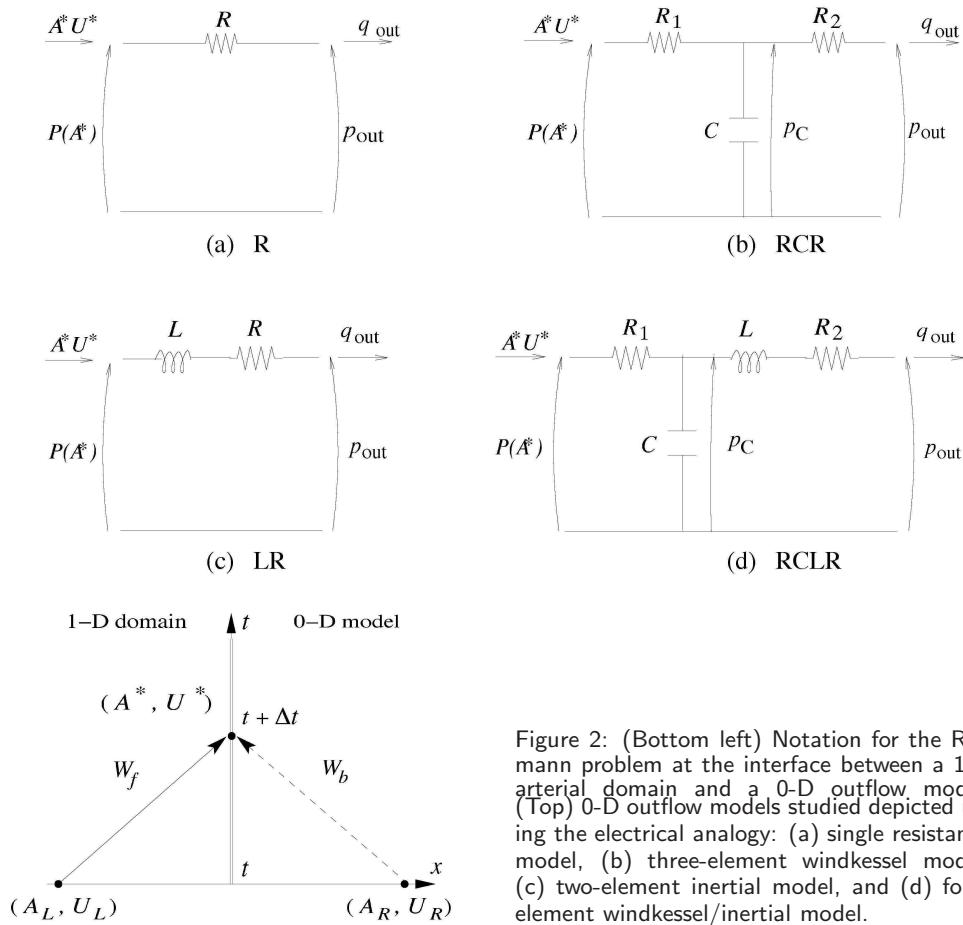 A*U* R q out
P(A*) p out
(a) R
A*U* R1 R2 q out
P(A*) C pC p out
(b) RCR
A*U* L R q out
P(A*) p out
(c) LR
A*U* R1 L R2 q out
P(A*) C pC p out
(d) RCLR
1–D domain t 0–D model
(A*, U*)
t + Δt
Wf Wb
t x
(AL, UL) (AR, UR)
Figure 2: (Bottom left) Notation for the R
mann problem at the interface between a 1
arterial domain and a 0-D outflow mod
(Top) 0-D outflow models studied depicted
ing the electrical analogy: (a) single resistan
model, (b) three-element windkessel mod
(c) two-element inertial model, and (d) fo
element windkessel/inertial model.